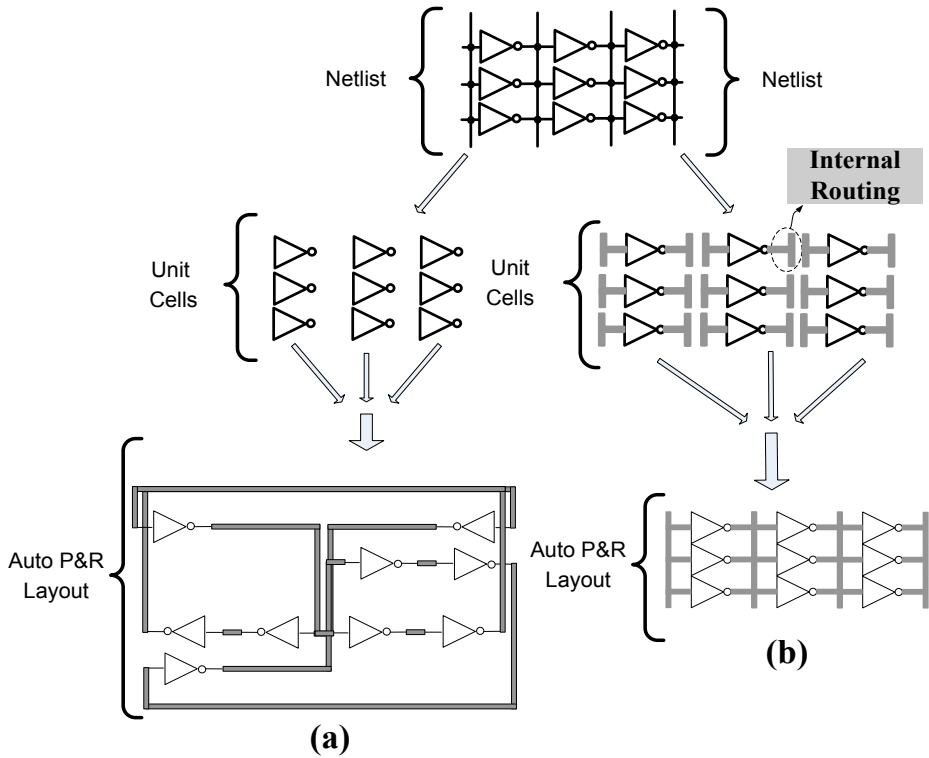 Netlist
Netlist
Internal
Routing
Unit
Cells
Unit
Cells
Auto P&R
Layout
Auto P&R
Layout
(b)
(a)